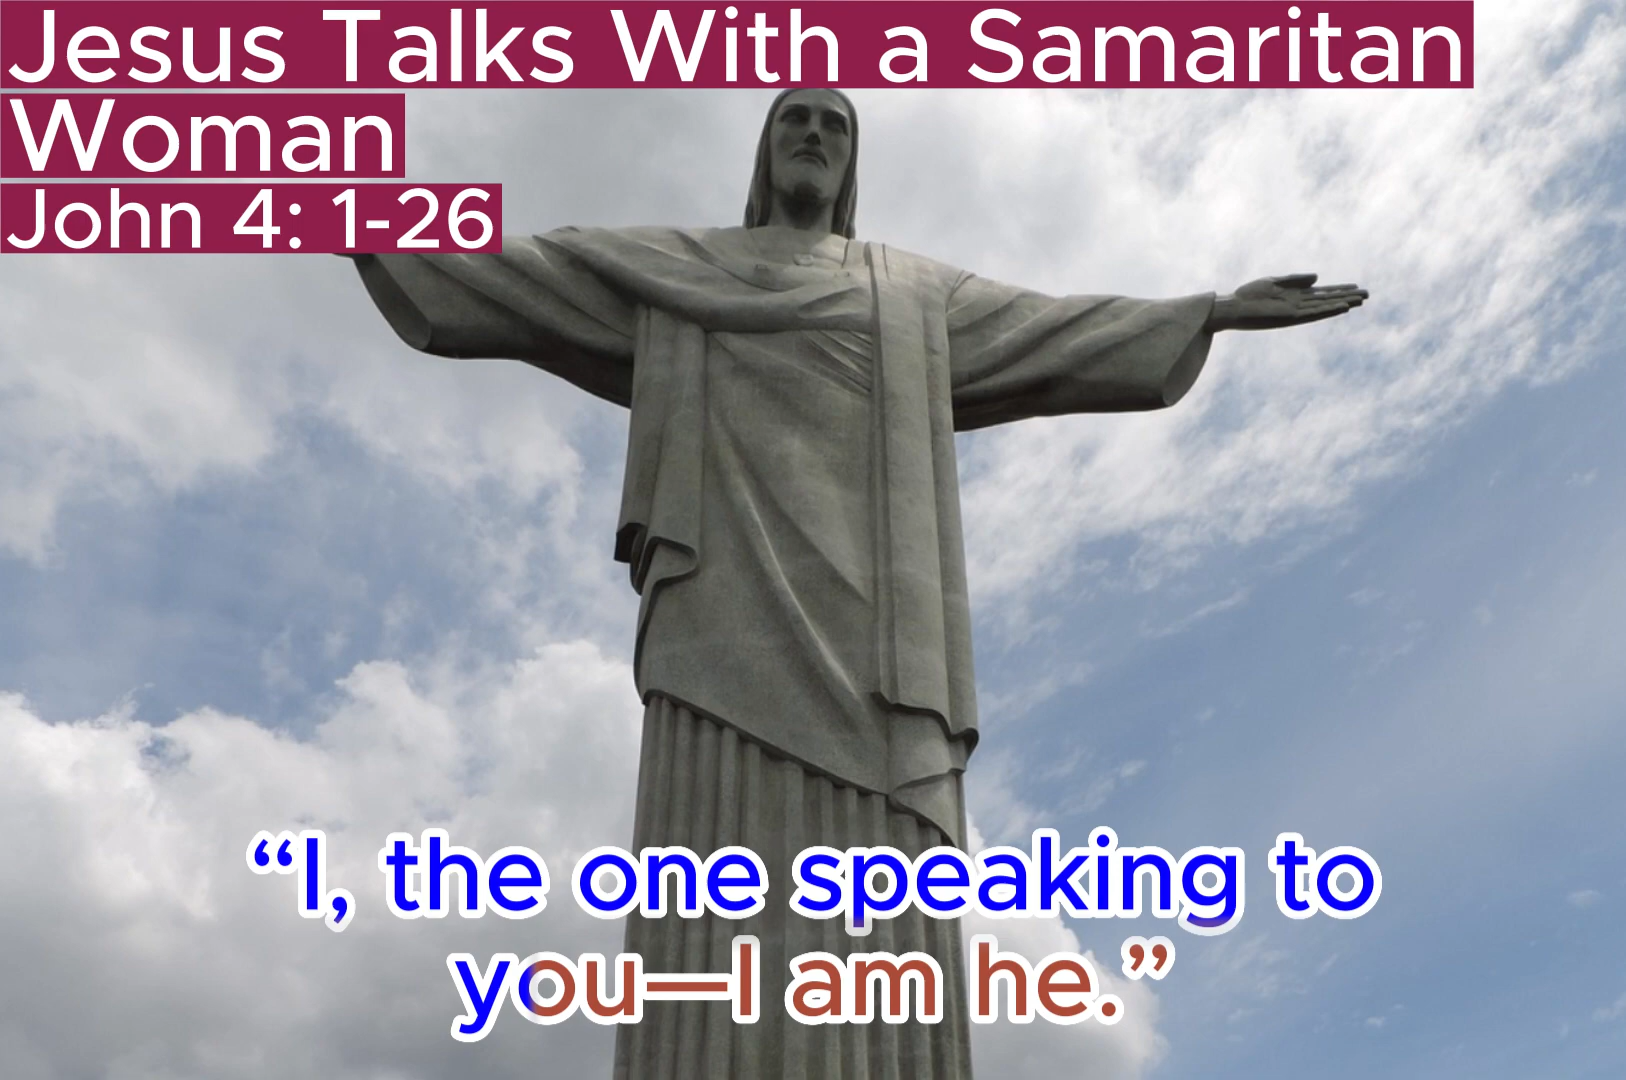 Jesus Talks With a Samaritan
Woman
John 4: 1-26
“I, the one speaking to
you—I am he.”